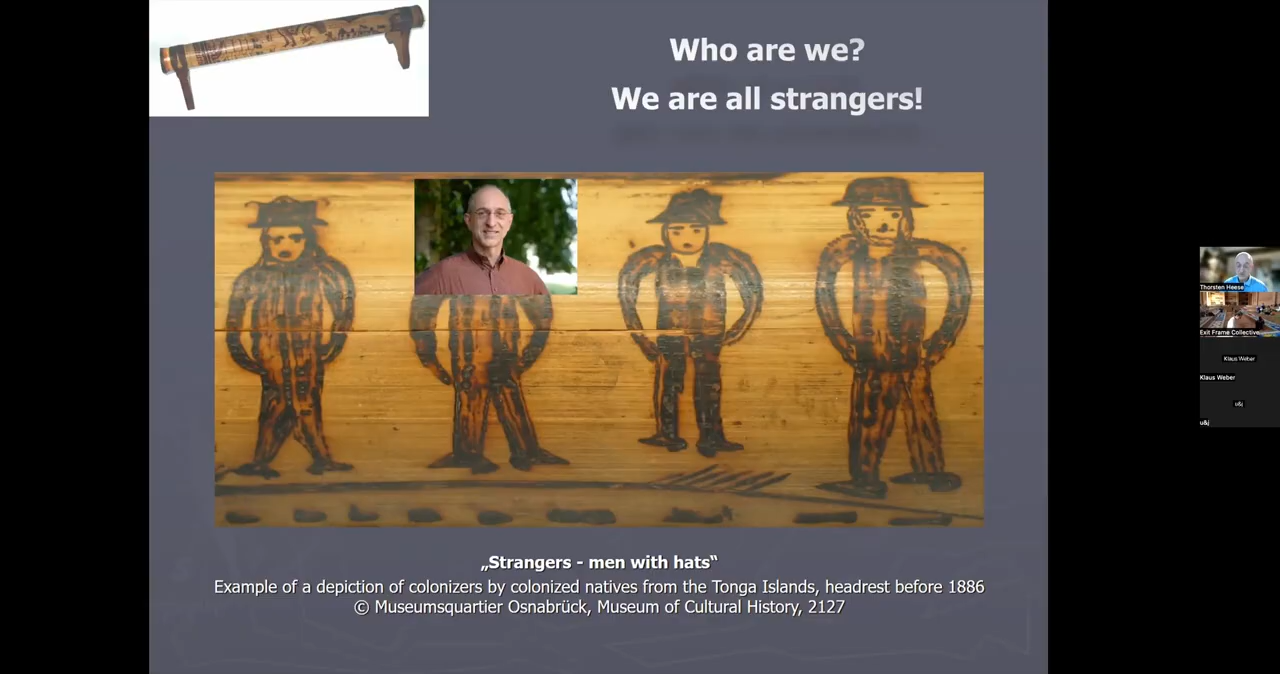 Who are we?
We are all strangers!
„Strangers - men with hats“
Example of a depiction of colonizers by colonized natives from the Tonga Islands, headrest before 1886
© Museumsquartier Osnabrück, Museum of Cultural History, 2127
Thorsten Heese
Exit Frame Collective
Klaus Weber
Klaus Weber
u&j
u&j